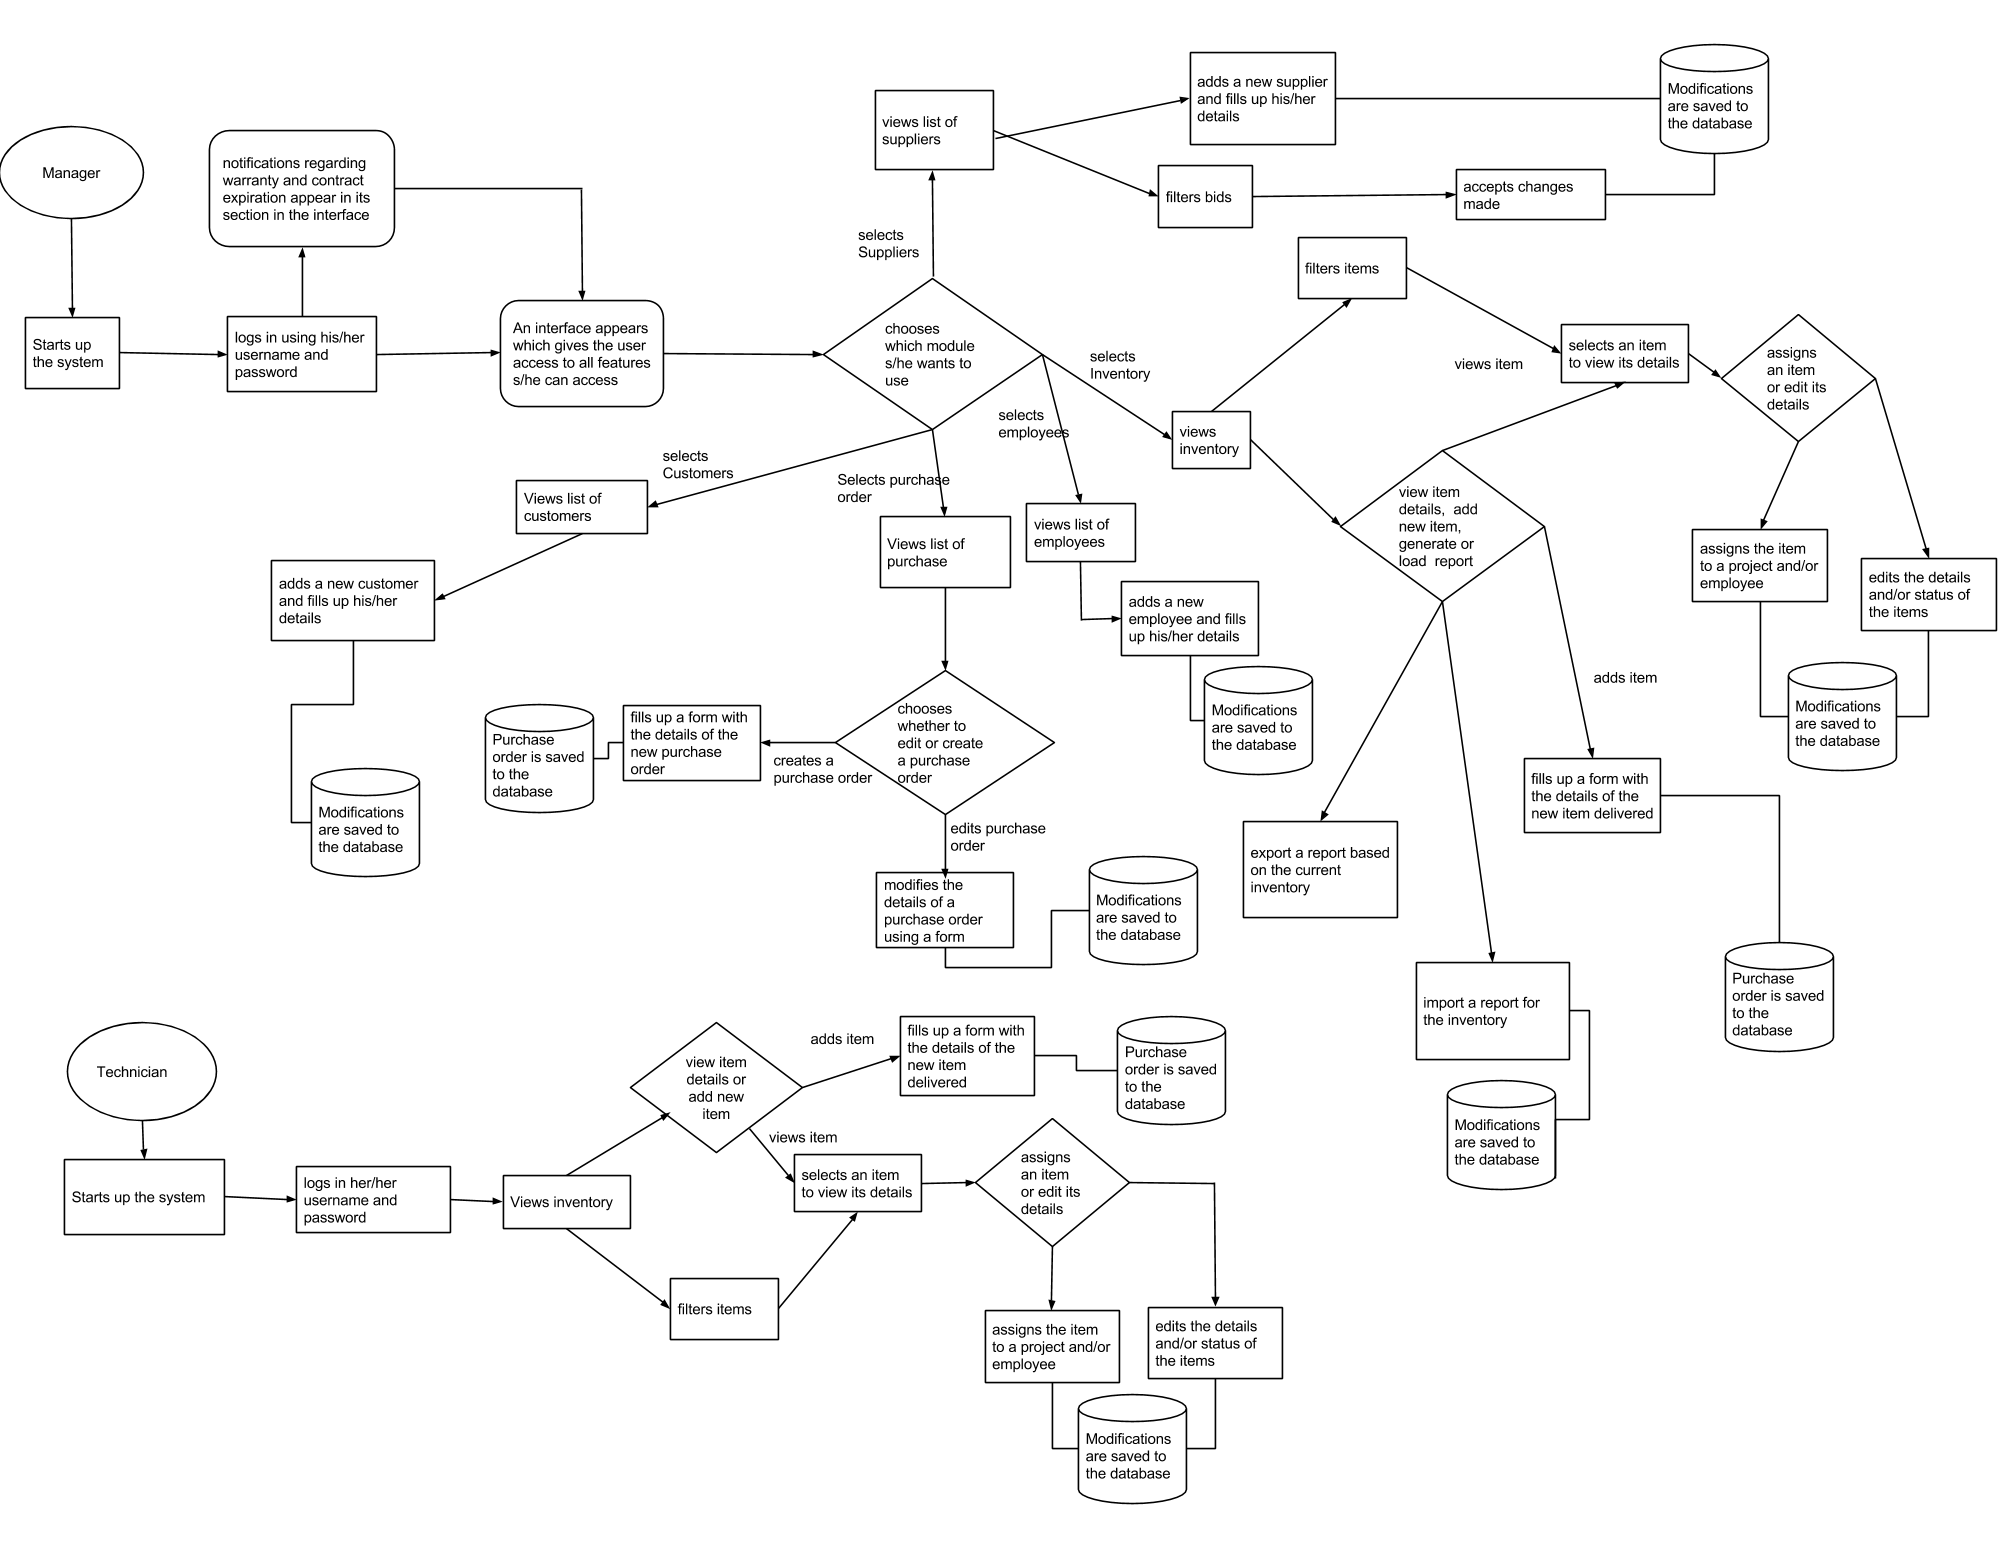 Manager
Starts up
the system
notifications regarding
warranty and contract
expiration appear in its
section in the interface
logs in using his/her
username and
password
An interface appears
which gives the user
access to all features
s/he can access
chooses
which module
s/he wants to
use
selects
Suppliers
views list of
suppliers
adds a new supplier
and fills up his/her
details
Modifications
are saved to
the database
filters bids
accepts changes
made
selects
Inventory
views
inventory
filters items
views item
selects an item
to view its details
assigns
an item
or edit its
details
assigns the item
to a project and/or
employee
edits the details
and/or status of
the items
Modifications
are saved to
the database
view item
details,  add
new item,
generate or
load  report
adds item
fills up a form with
the details of the
new item delivered
Purchase
order is saved
to the
database
export a report based
on the current
inventory
import a report for
the inventory
Modifications
are saved to
the database
selects
employees
views list of
employees
adds a new
employee and fills
up his/her details
Modifications
are saved to
the database
Selects purchase
order
Views list of
purchase
chooses
whether to
edit or create
a purchase
order
creates a
purchase order
fills up a form with
the details of the
new purchase
order
Purchase
order is saved
to the
database
edits purchase
order
modifies the
details of a
purchase order
using a form
Modifications
are saved to
the database
selects
Customers
Views list of
customers
adds a new customer
and fills up his/her
details
Modifications
are saved to
the database
Technician
Starts up the system
logs in her/her
username and
password
Views inventory
view item
details or
add new
item
adds item
fills up a form with
the details of the
new item
delivered
Purchase
order is saved
to the
database
views item
selects an item
to view its details
filters items
assigns
an item
or edit its
details
assigns the item
to a project and/or
employee
edits the details
and/or status of
the items
Modifications
are saved to
the database